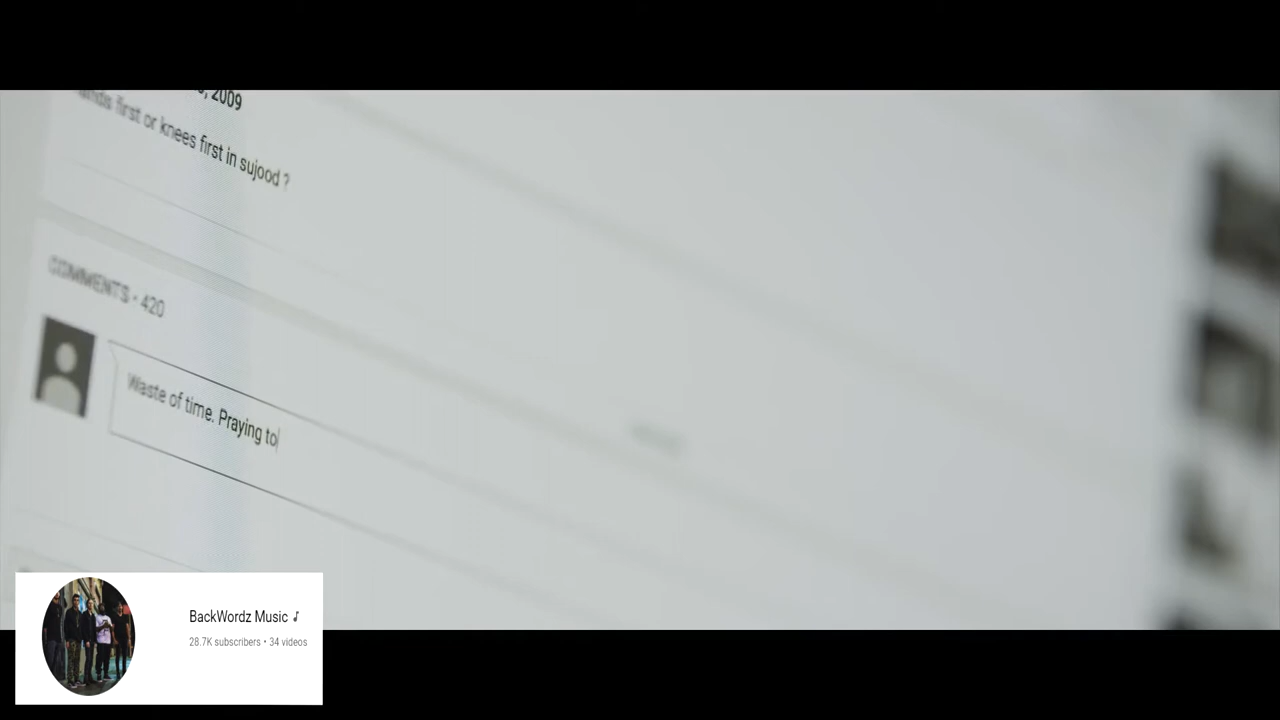 , 2009
first or knees first in sujood ?
COMMENTS - 420
Waste of time. Praying to
BackWordz Music ♪
28.7K subscribers • 34 videos